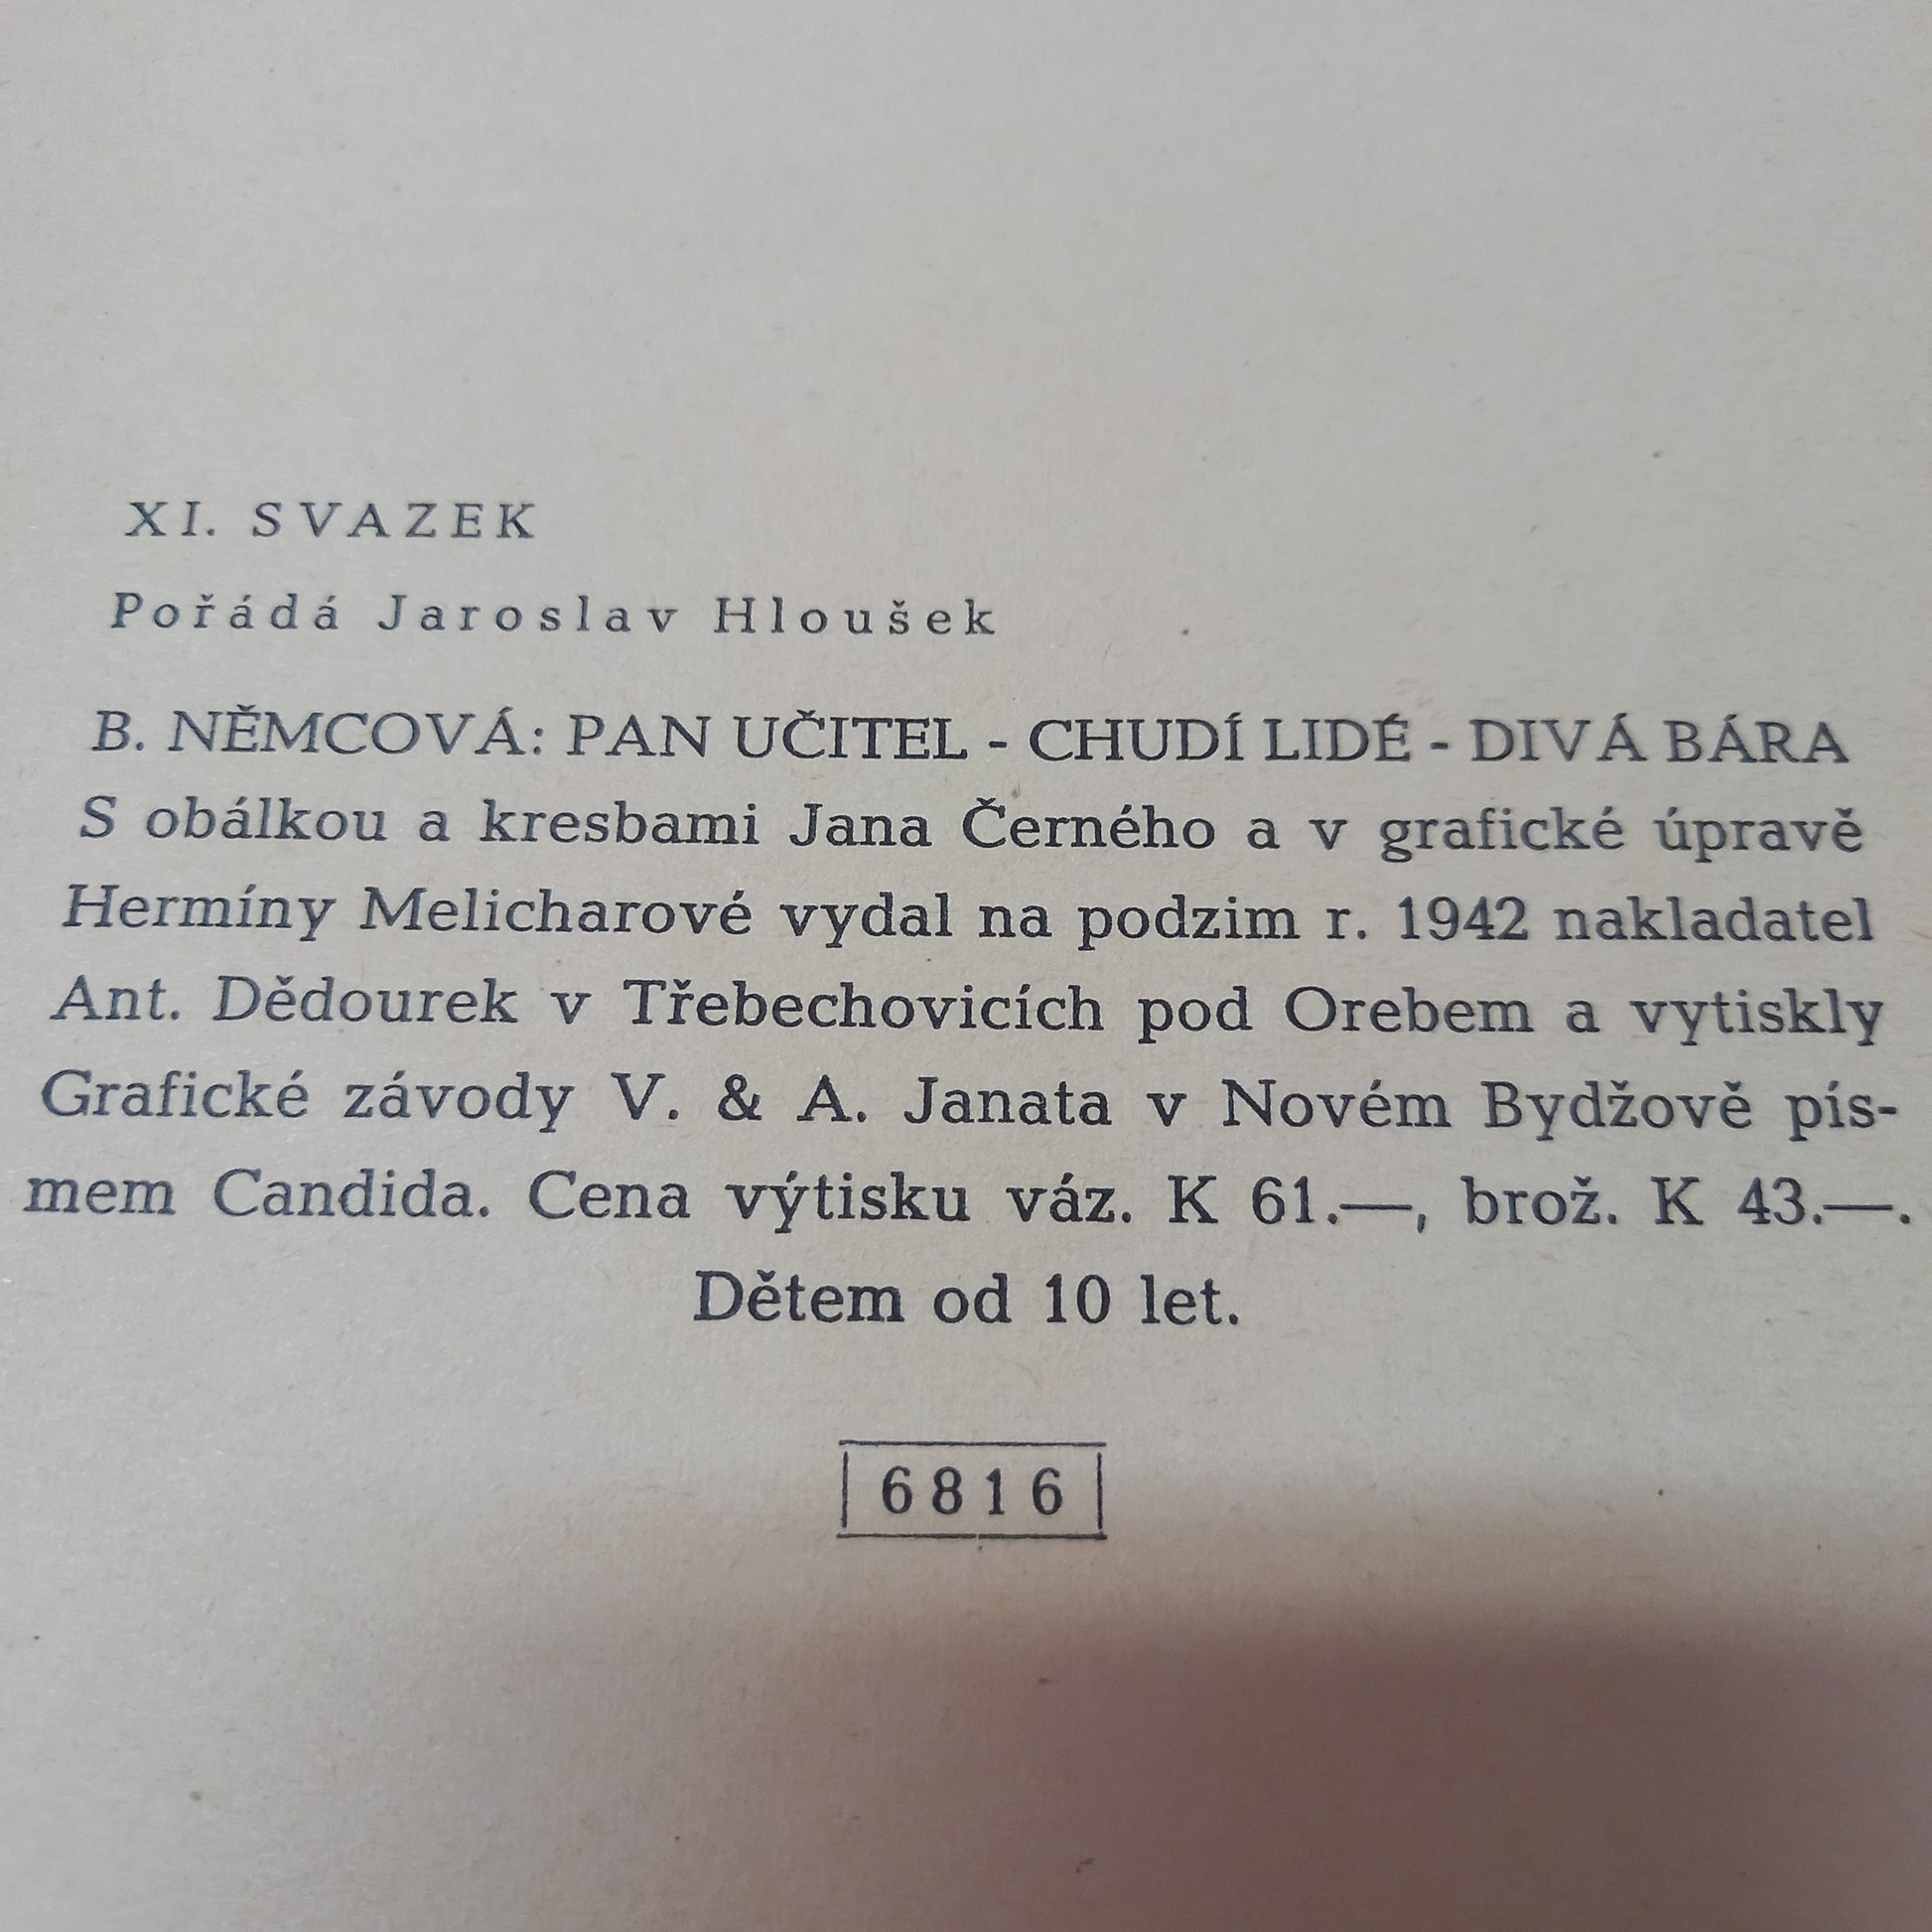 XI. SVAZEK
Pořádá Jaroslav Hloušek
B. NĚMCOVÁ: PAN UČITEL - CHUDÍ LIDÉ - DIVÁ BÁRA
S obálkou a kresbami Jana Černého a v grafické úpravě
Hermíny Melicharové vydal na podzim r. 1942 nakladatel
Ant. Dědourek v Třebechovicích pod Orebem a vytiskly
Grafické závody V. & A. Janata v Novém Bydžově pís-
mem Candida. Cena výtisku váz. K 61.—, brož. K 43.—.
Dětem od 10 let.
6816